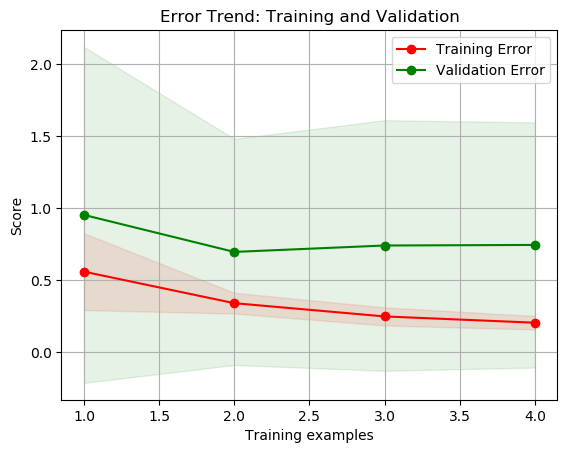 Error Trend: Training and Validation
Training Error
Validation Error
Score
2.0
1.5
1.0
0.5
0.0
1.0 1.5 2.0 2.5 3.0 3.5 4.0
Training examples